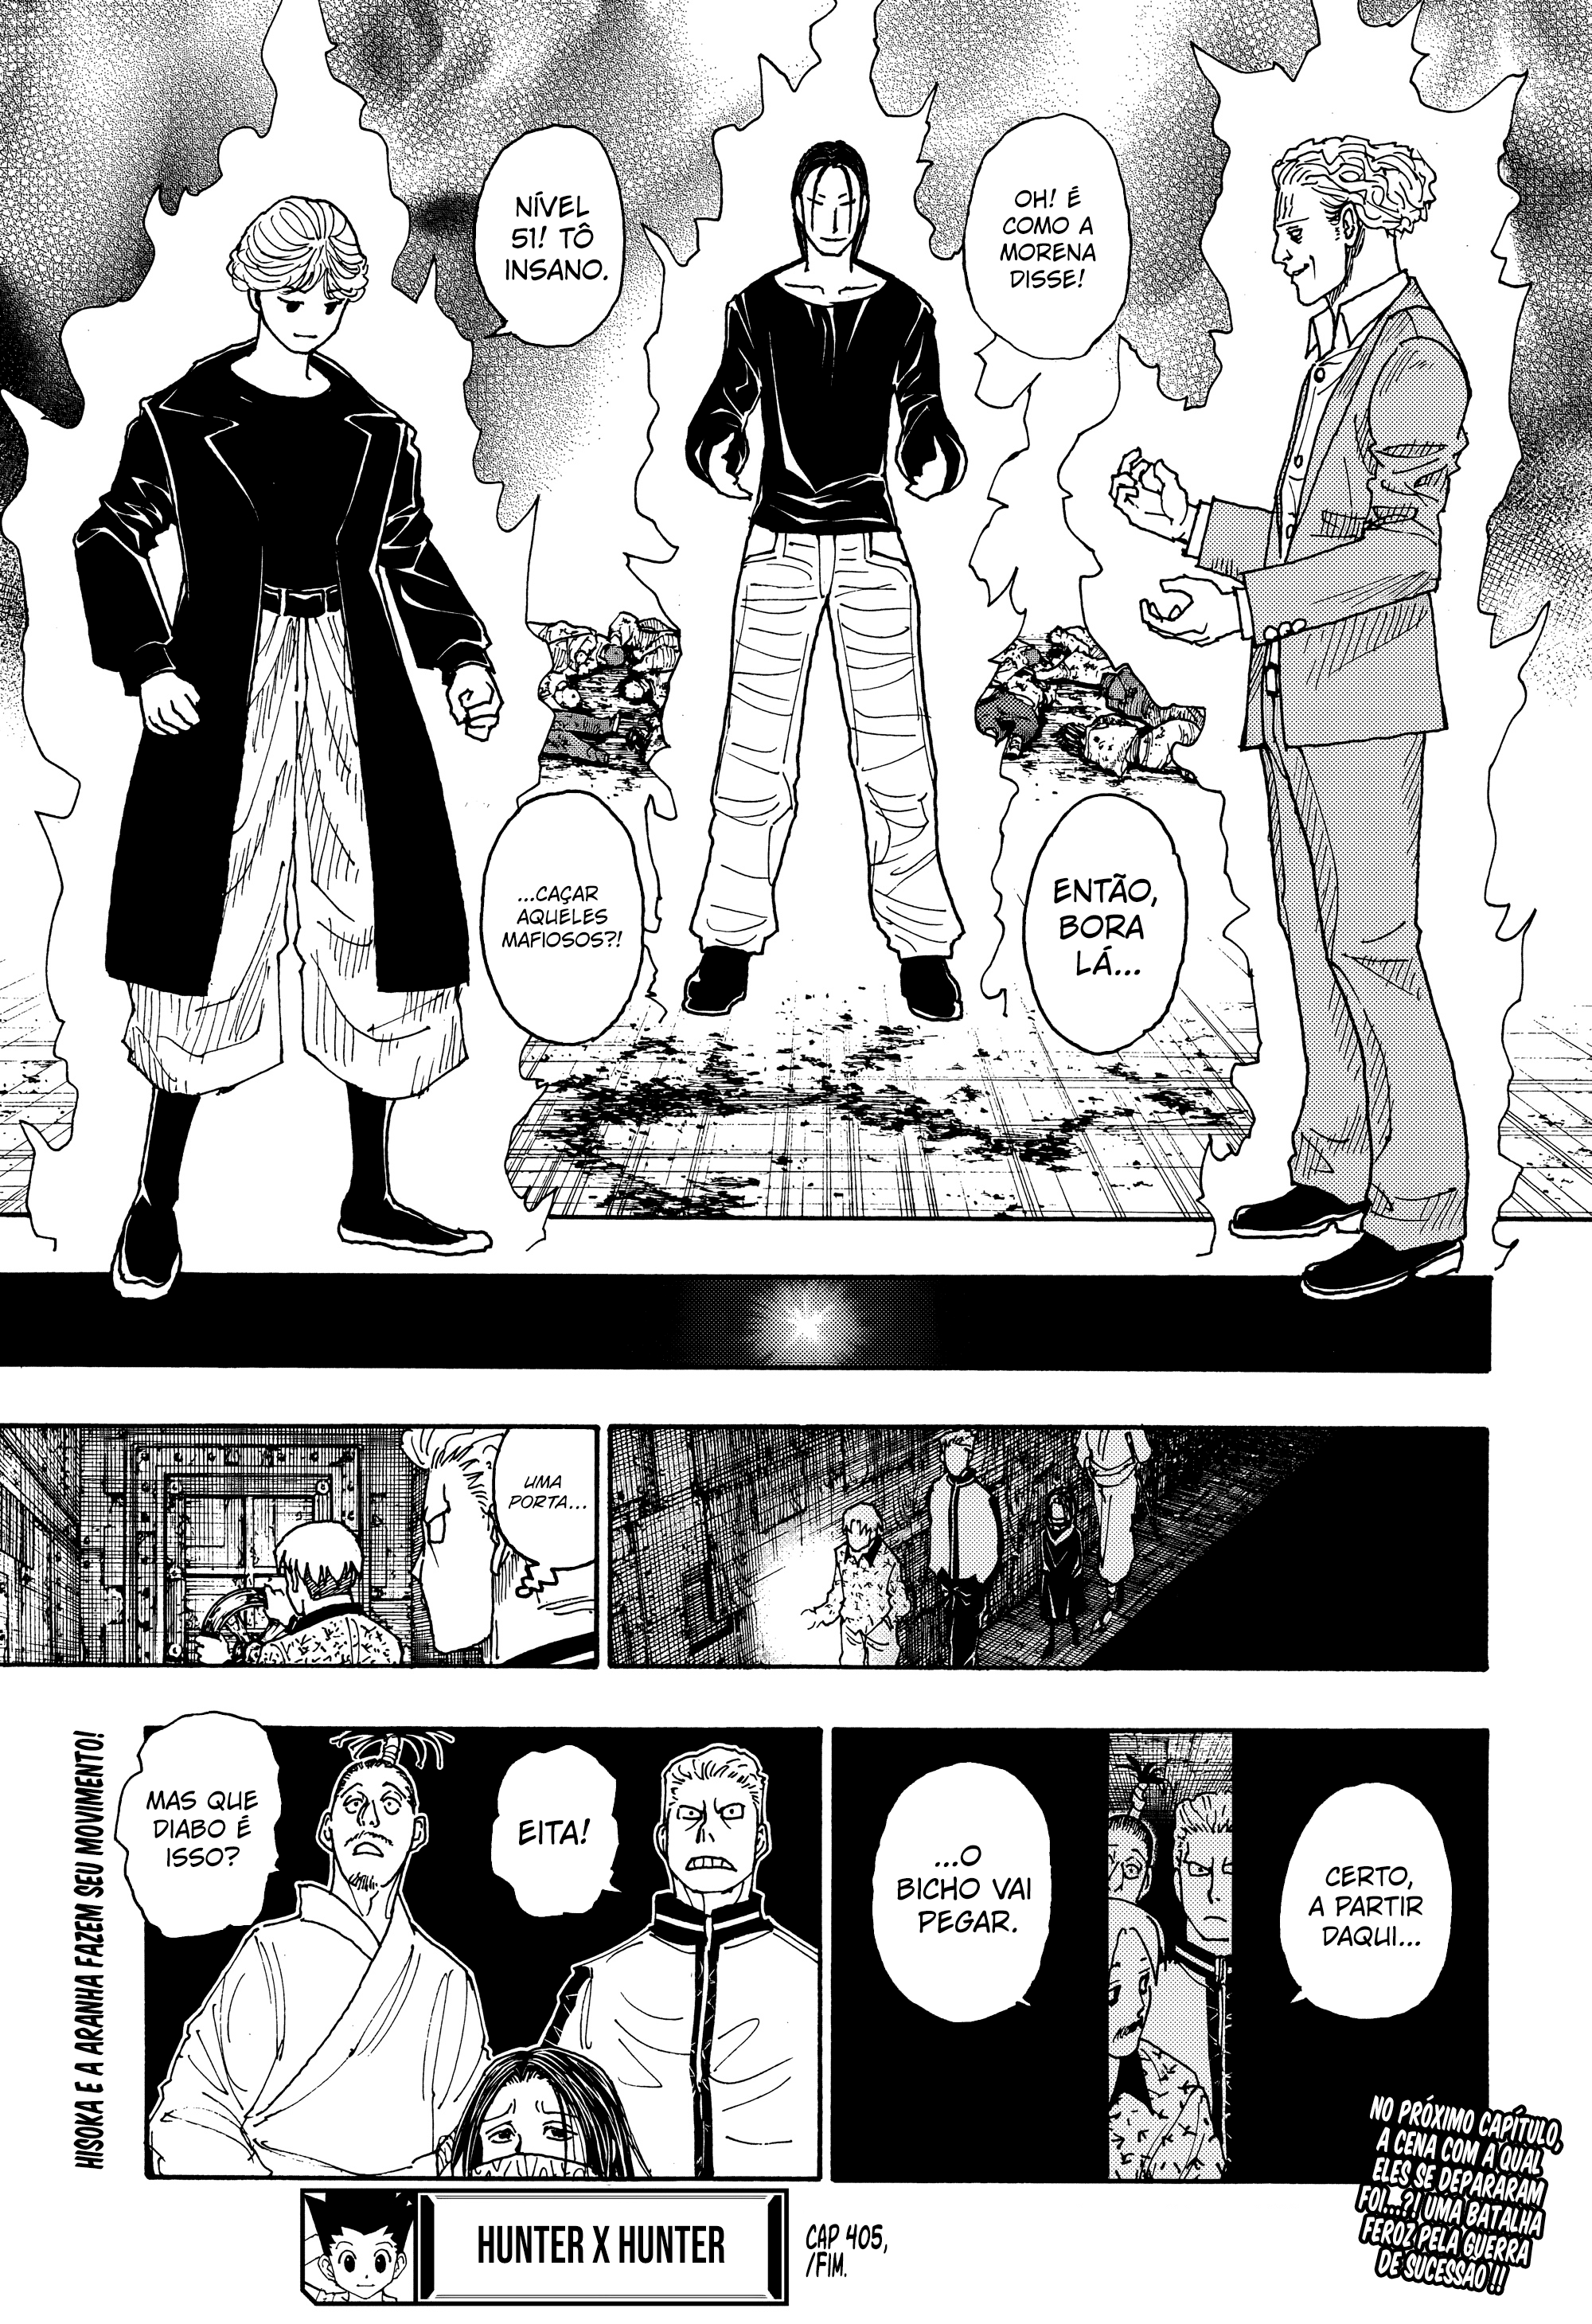 OH! É
COMO A
MORENA
DISSE!
NÍVEL
51! TÔ
INSANO.
ENTÃO,
BORA
LÁ...
...CAÇAR
AQUELES
MAFIOSOS?!
UMA
PORTA...
CERTO,
A PARTIR
DAQUI...
...O
BICHO VAI
PEGAR.
EITA!
MAS QUE
DIABO É
ISSO?
HISOKA E A ARANHA FAZEM SEU MOVIMENTO!
NO PRÓXIMO CAPÍTULO,
A CENA COM A QUAL
ELES SE DEPARARAM
FOI...?! UMA BATALHA
FEROZ PELA GUERRA
DE SUCESSÃO!!
HUNTER X HUNTER
CAP 405,
/FIM.